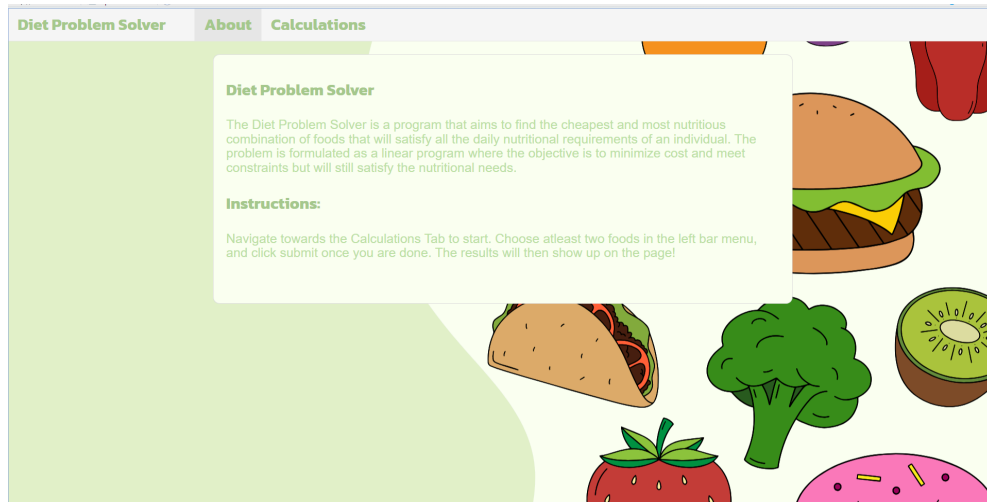 Diet Problem Solver About Calculations
Diet Problem Solver
The Diet Problem Solver is a program that aims to find the cheapest and most nutritious
combination of foods that will satisfy all the daily nutritional requirements of an individual. The
problem is formulated as a linear program where the objective is to minimize cost and meet
constraints but will still satisfy the nutritional needs.
Instructions:
Navigate towards the Calculations Tab to start. Choose atleast two foods in the left bar menu,
and click submit once you are done. The results will then show up on the page!